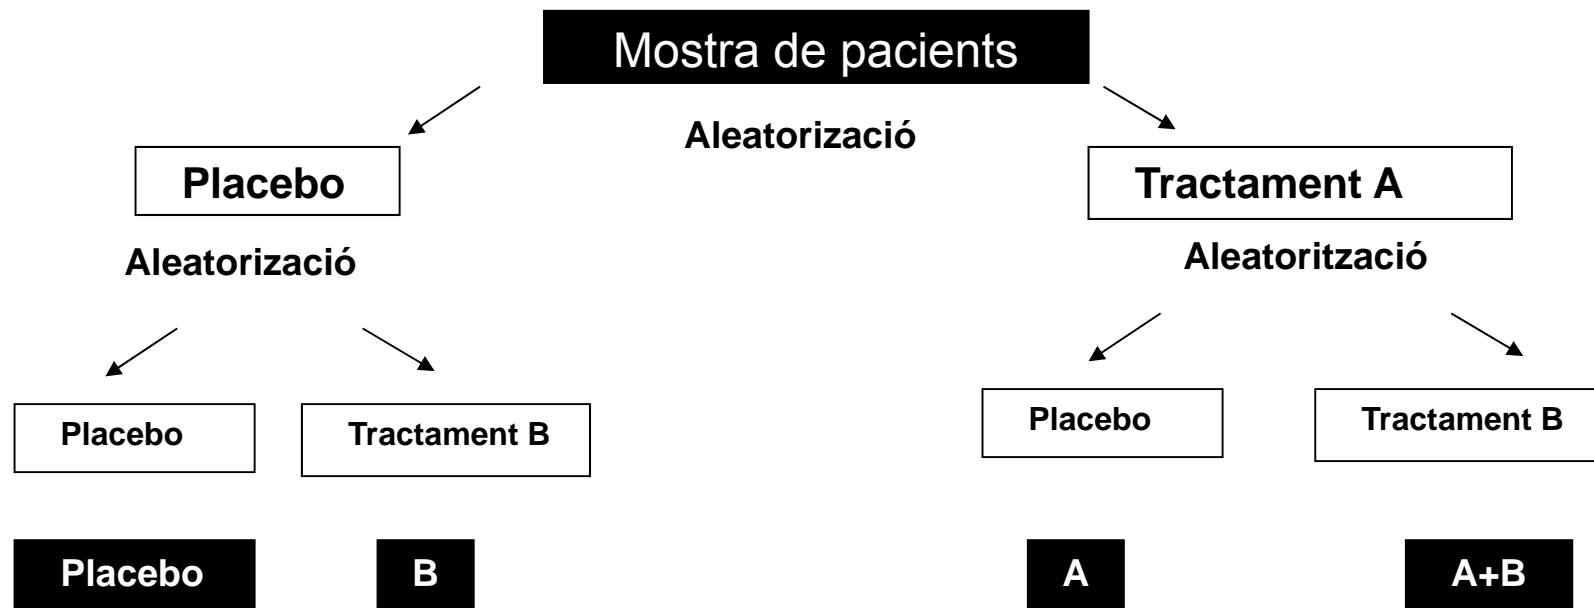 Mostra de pacients
Aleatorizació
Placebo
Tractament A
Aleatorizació
Aleatorització
Placebo
Tractament B
Placebo
Tractament B
Placebo
B
A
A+B